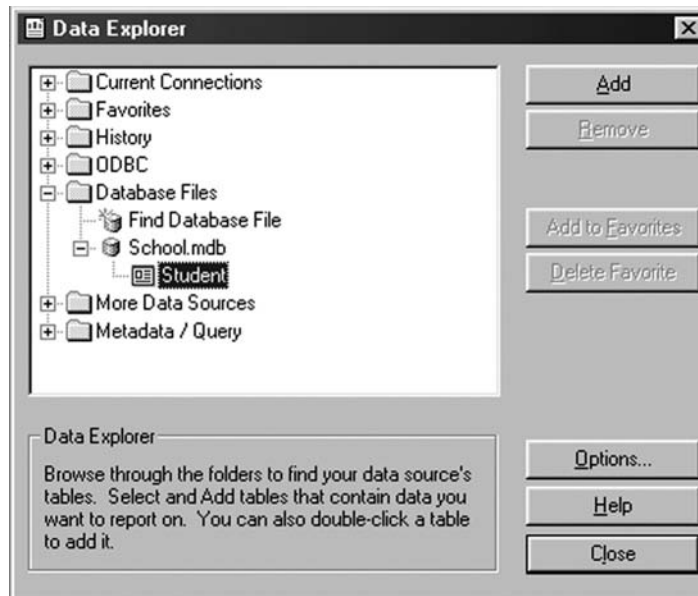 Data Explorer
Current Connections
Favorites
History
ODBC
Database Files
Find Database File
School.mdb
Student
More Data Sources
Metadata / Query
Add
Remove
Add to Favorites
Delete Favorite
Data Explorer
Browse through the folders to find your data source's
tables. Select and Add tables that contain data you
want to report on. You can also double-click a table
to add it.
Options...
Help
Close